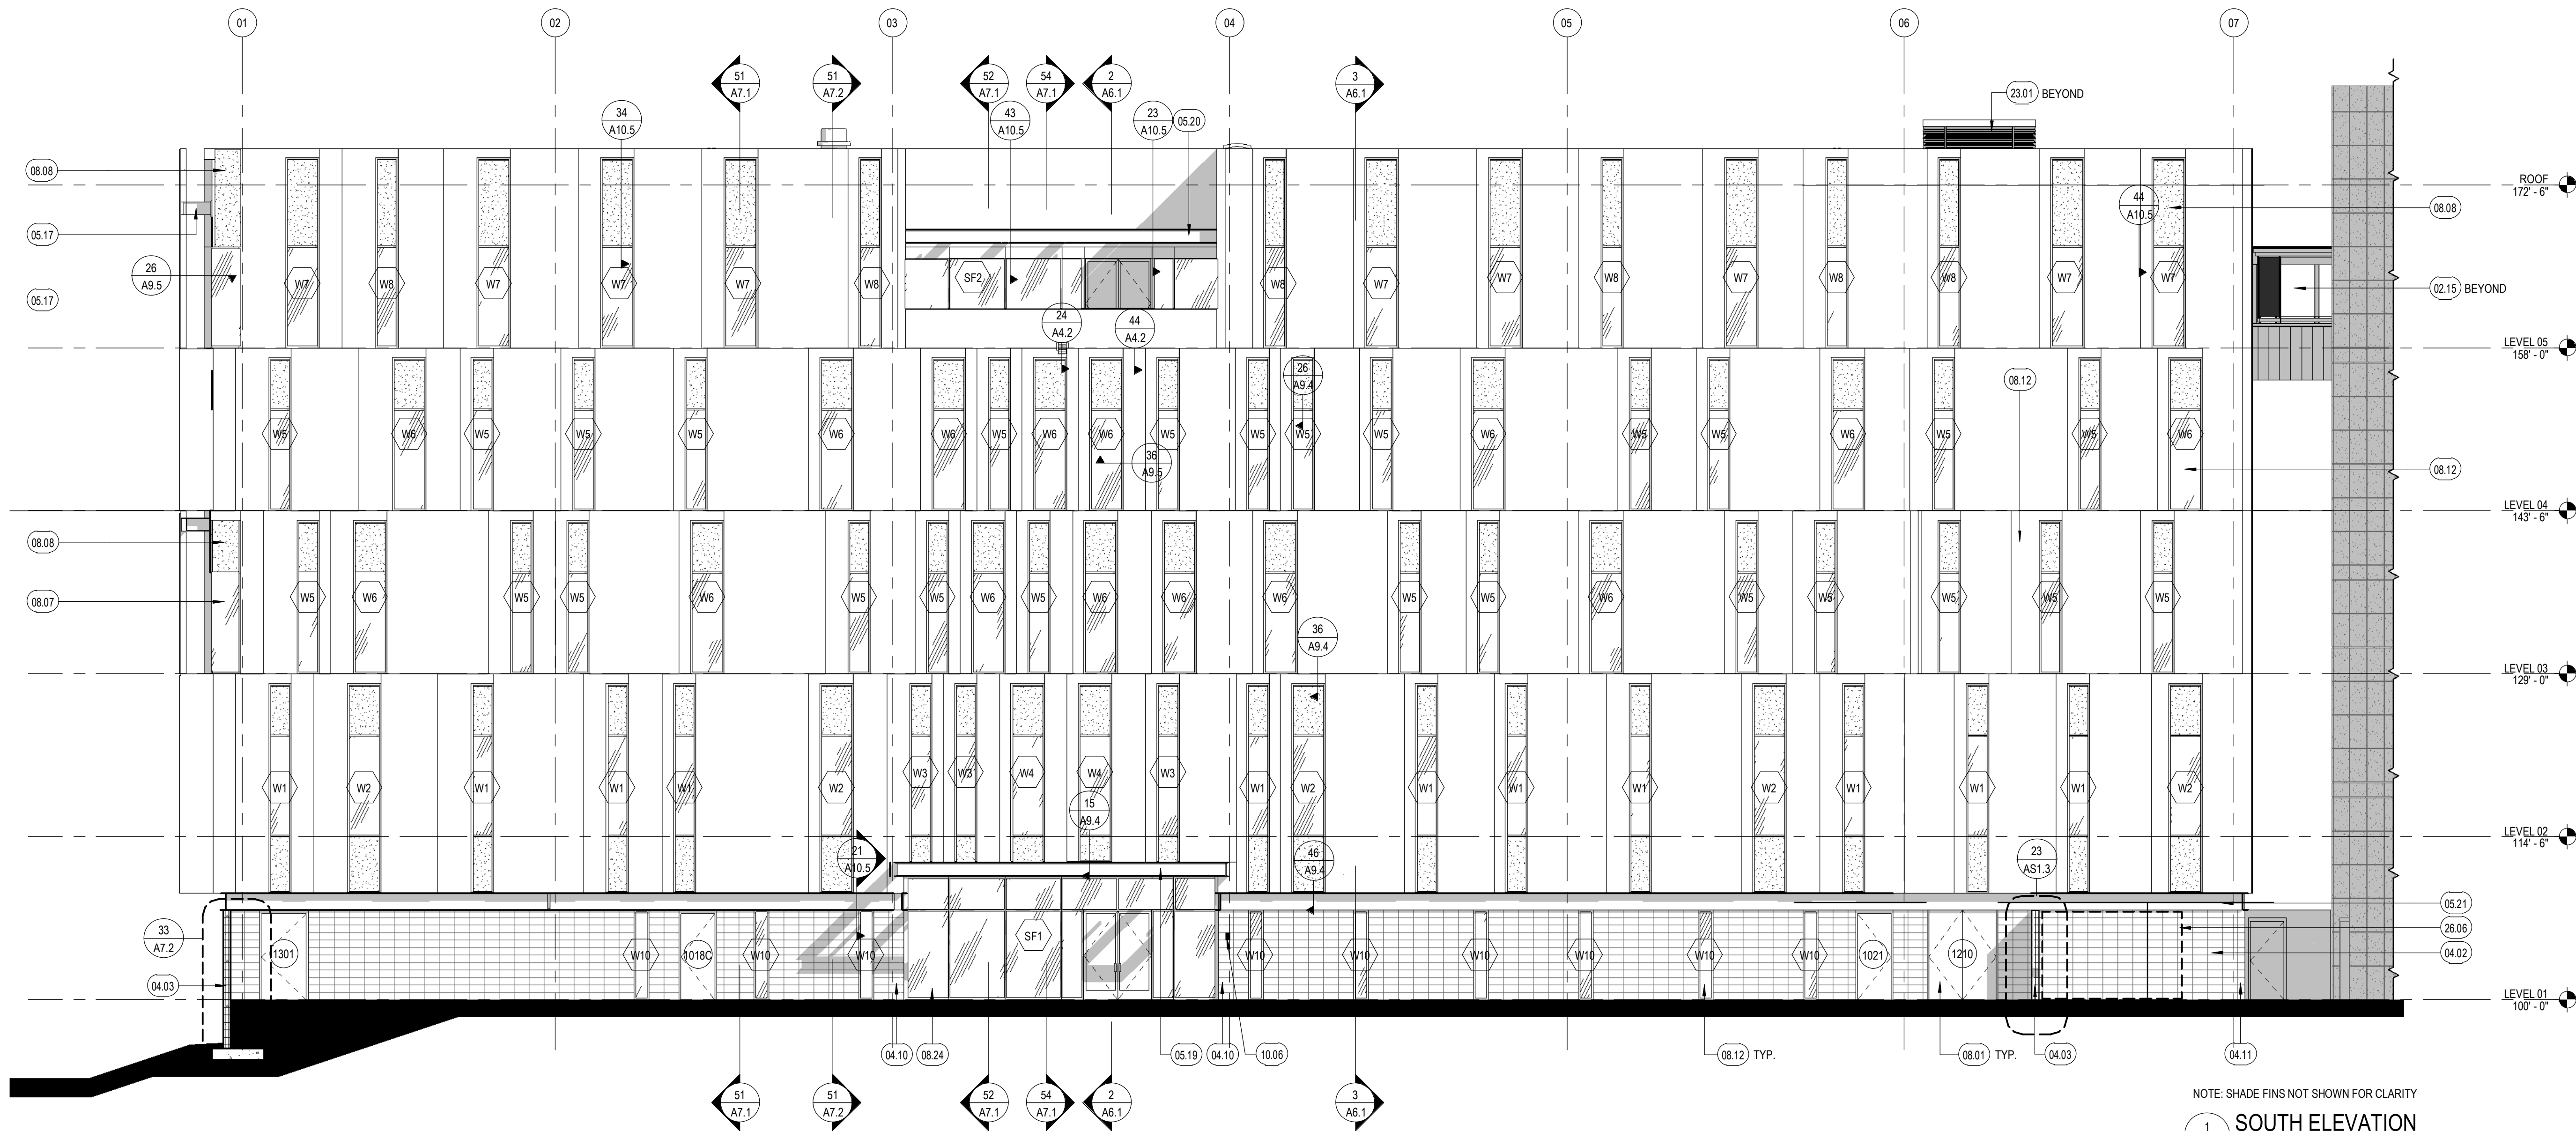 01
02
03
04
05
06
07
51
A7.1
51
A7.2
52
A7.1
54
A7.1
2
A6.1
3
A6.1
23.01 BEYOND
34
A10.5
43
A10.5
23
A10.5
05.20
08.08
ROOF
172' - 6"
44
A10.5
08.08
05.17
26
A9.5
05.17
W7
W8
W7
W7
W7
W8
SF2
W8
W7
W7
W8
W7
W8
W8
W7
W7
02.15 BEYOND
24
A4.2
44
A4.2
LEVEL 05
158' - 0"
26
A9.4
08.12
W5
W6
W5
W5
W5
W6
W6
W5
W6
W6
W5
W5
W5
W5
W6
W5
W5
W6
W5
W5
W6
36
A9.5
08.12
LEVEL 04
143' - 6"
08.08
08.07
W5
W6
W5
W5
W6
W5
W5
W6
W5
W6
W6
W6
W5
W5
W6
W5
W5
W5
W5
W5
36
A9.4
LEVEL 03
129' - 0"
W1
W2
W1
W1
W1
W2
W3
W3
W4
W4
W3
W1
W2
W1
W1
W1
W2
W1
W1
W1
W2
15
A9.4
LEVEL 02
114' - 6"
21
A10.5
46
A9.4
23
AS1.3
05.21
33
A7.2
26.06
04.02
1301
W10
1018C
W10
W10
SF1
W10
W10
W10
W10
W10
W10
1021
1210
04.03
LEVEL 01
100' - 0"
04.10
08.24
05.19
04.10
10.06
08.12 TYP.
08.01 TYP.
04.03
04.11
51
A7.1
51
A7.2
52
A7.1
54
A7.1
2
A6.1
3
A6.1
NOTE: SHADE FINS NOT SHOWN FOR CLARITY
1 SOUTH ELEVATION